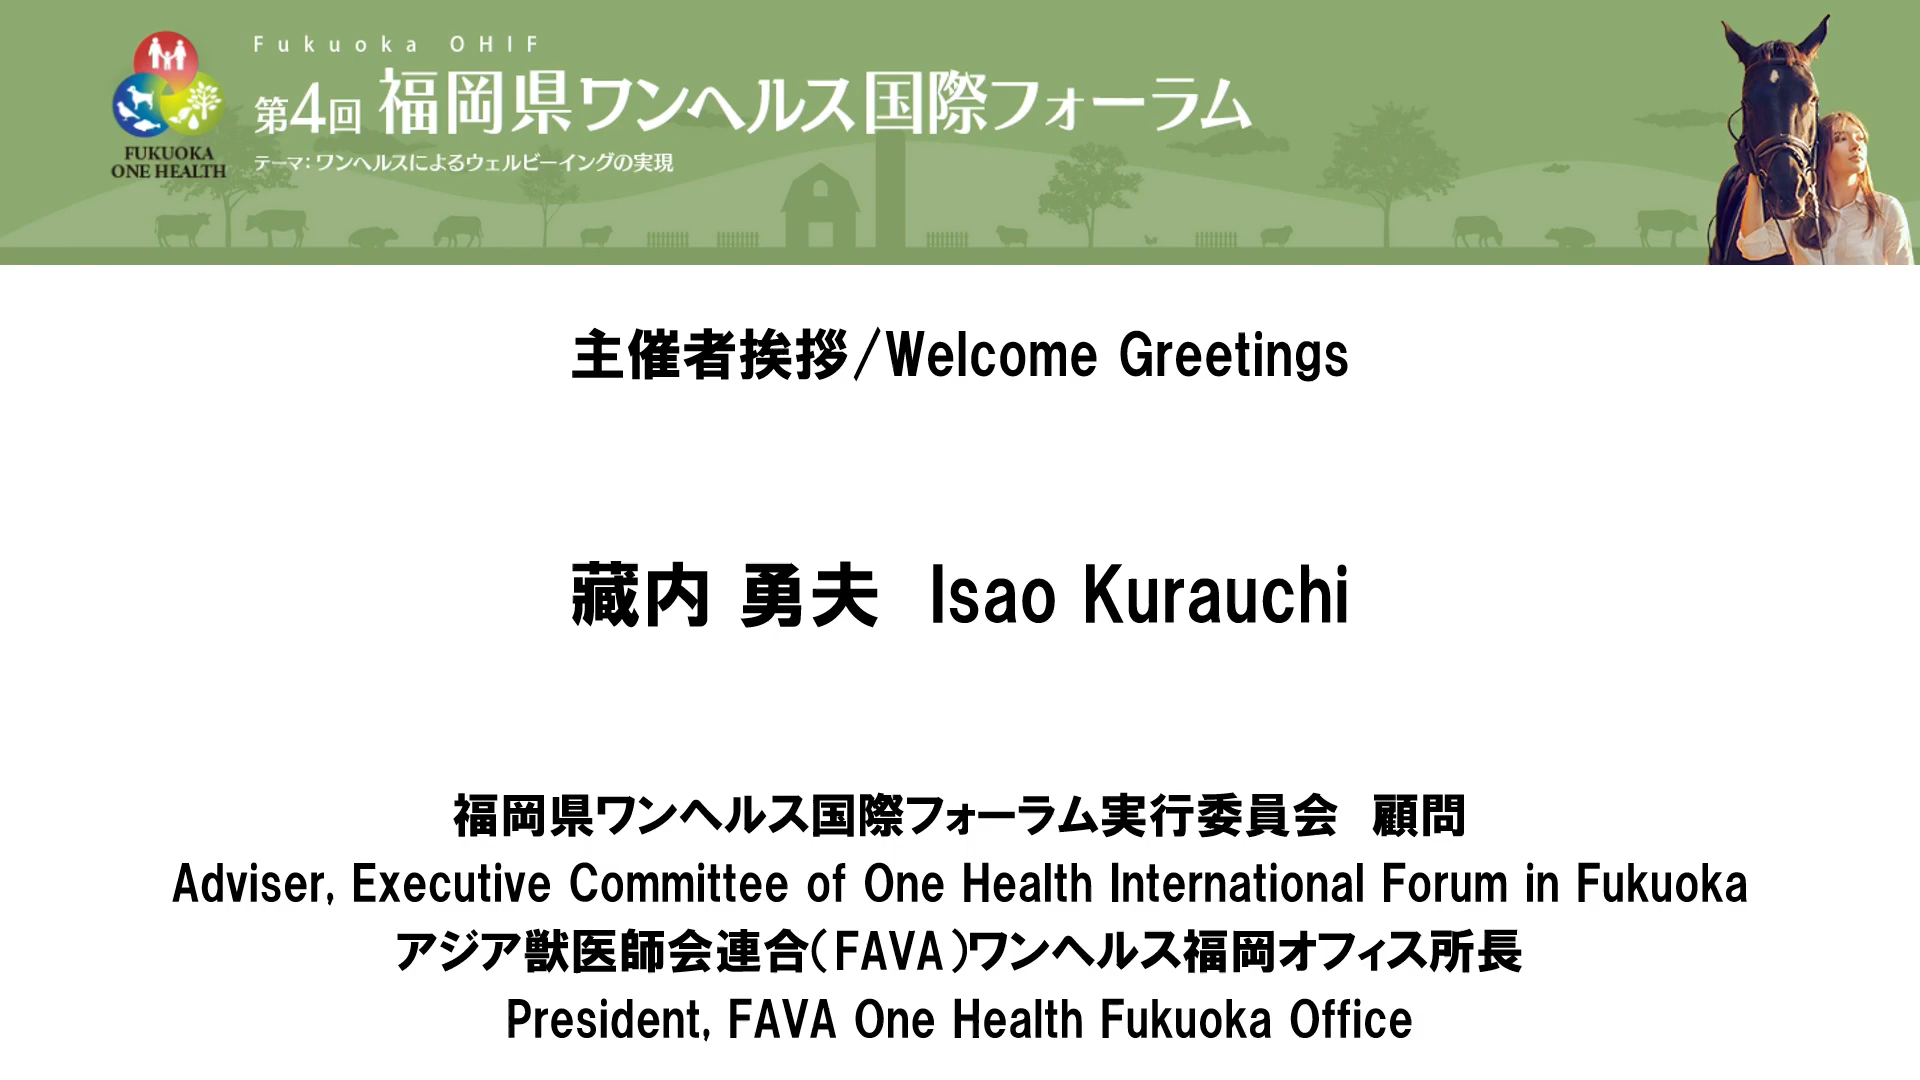 Fukuoka OHIF
第4回 福岡県ワンヘルス国際フォーラム
テーマ：ワンヘルスによるウェルビーイングの実現
FUKUOKA
ONE HEALTH
主催者挨拶/Welcome Greetings
藏内 勇夫 Isao Kurauchi
福岡県ワンヘルス国際フォーラム実行委員会 顧問
Adviser, Executive Committee of One Health International Forum in Fukuoka
アジア獣医師会連合（FAVA）ワンヘルス福岡オフィス所長
President, FAVA One Health Fukuoka Office